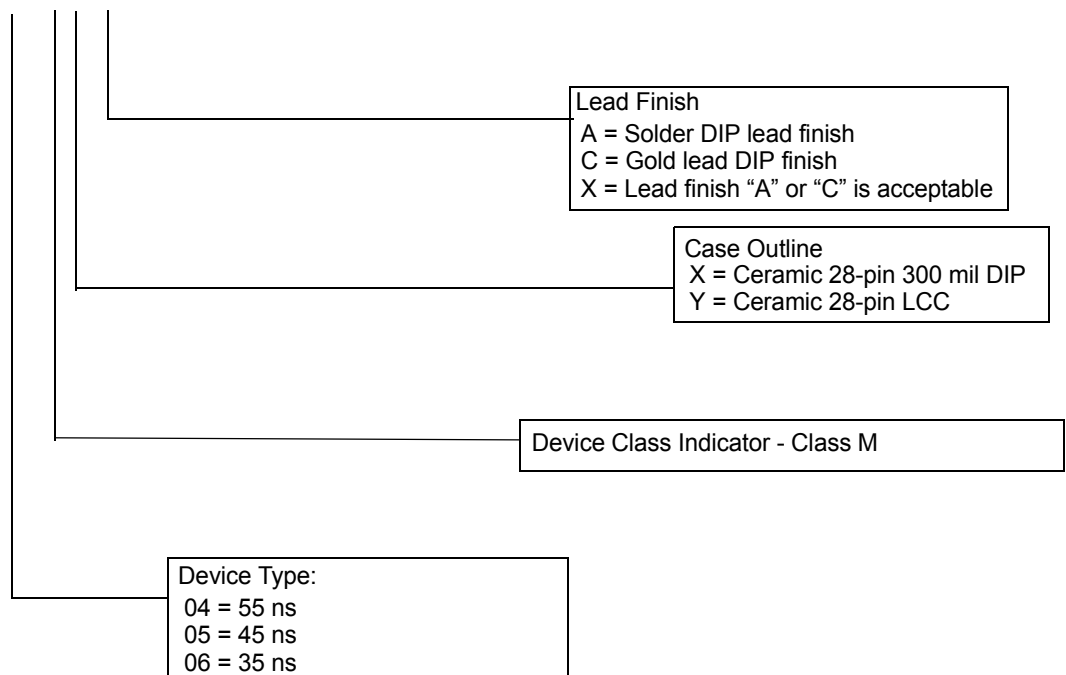 Lead Finish
A = Solder DIP lead finish
C = Gold lead DIP finish
X = Lead finish “A” or “C” is acceptable
Case Outline
X = Ceramic 28-pin 300 mil DIP
Y = Ceramic 28-pin LCC
Device Class Indicator - Class M
Device Type:
04 = 55 ns
05 = 45 ns
06 = 35 ns